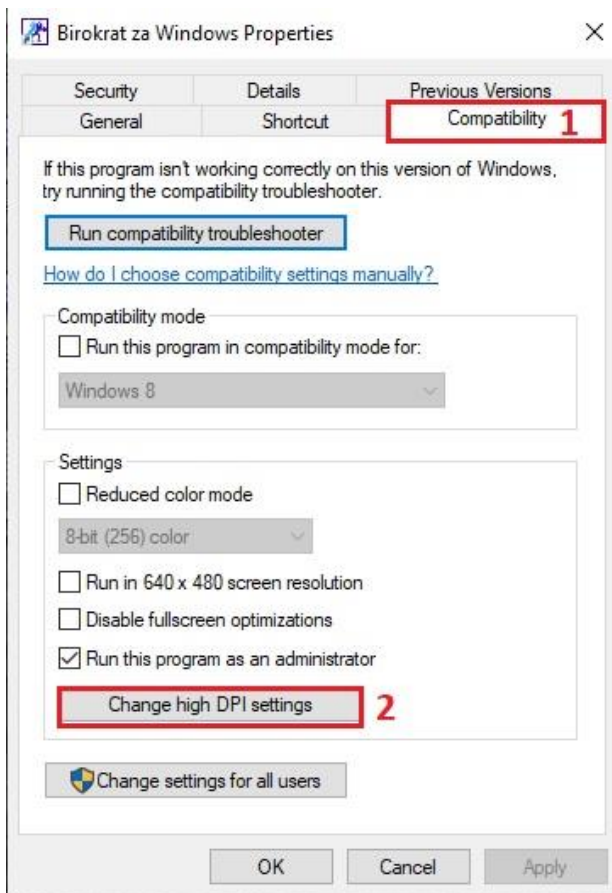 Birokrat za Windows Properties
Security Details Previous Versions
General Shortcut Compatibility 1
If this program isn't working correctly on this version of Windows,
try running the compatibility troubleshooter.
Run compatibility troubleshooter
How do I choose compatibility settings manually?
Compatibility mode
Run this program in compatibility mode for:
Windows 8
Settings
Reduced color mode
8-bit (256) color
Run in 640 x 480 screen resolution
Disable fullscreen optimizations
Run this program as an administrator
Change high DPI settings 2
Change settings for all users
OK Cancel Apply